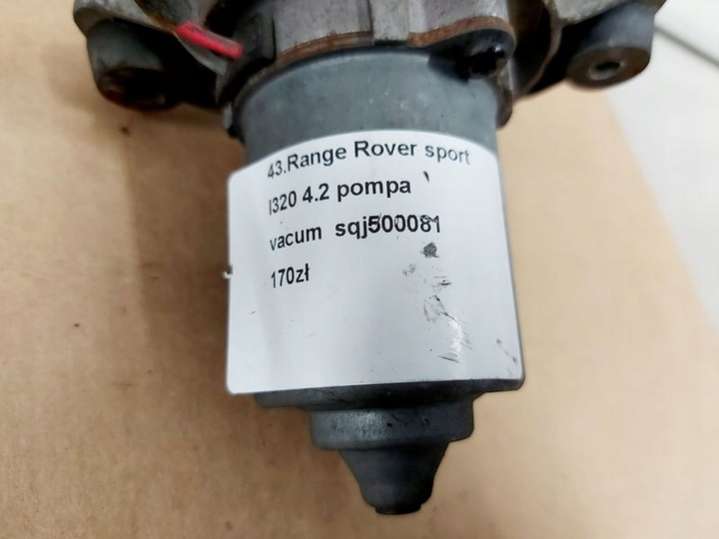 43.Range Rover sport
l320 4.2 pompa
vacum sqj500081
170zł